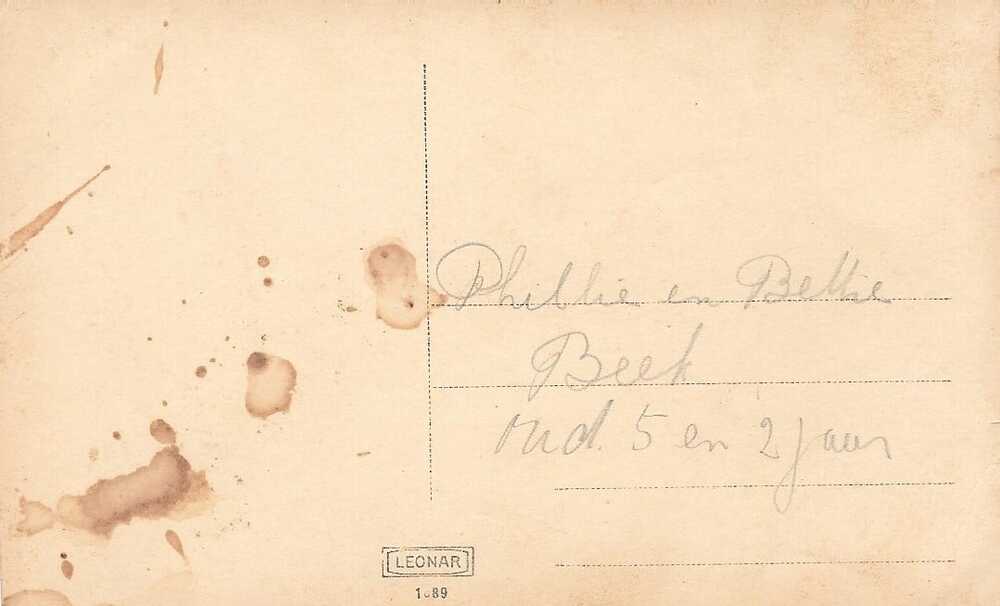 Phillie en Bettie
Beek
oud. 5 en 2 jaar
LEONAR